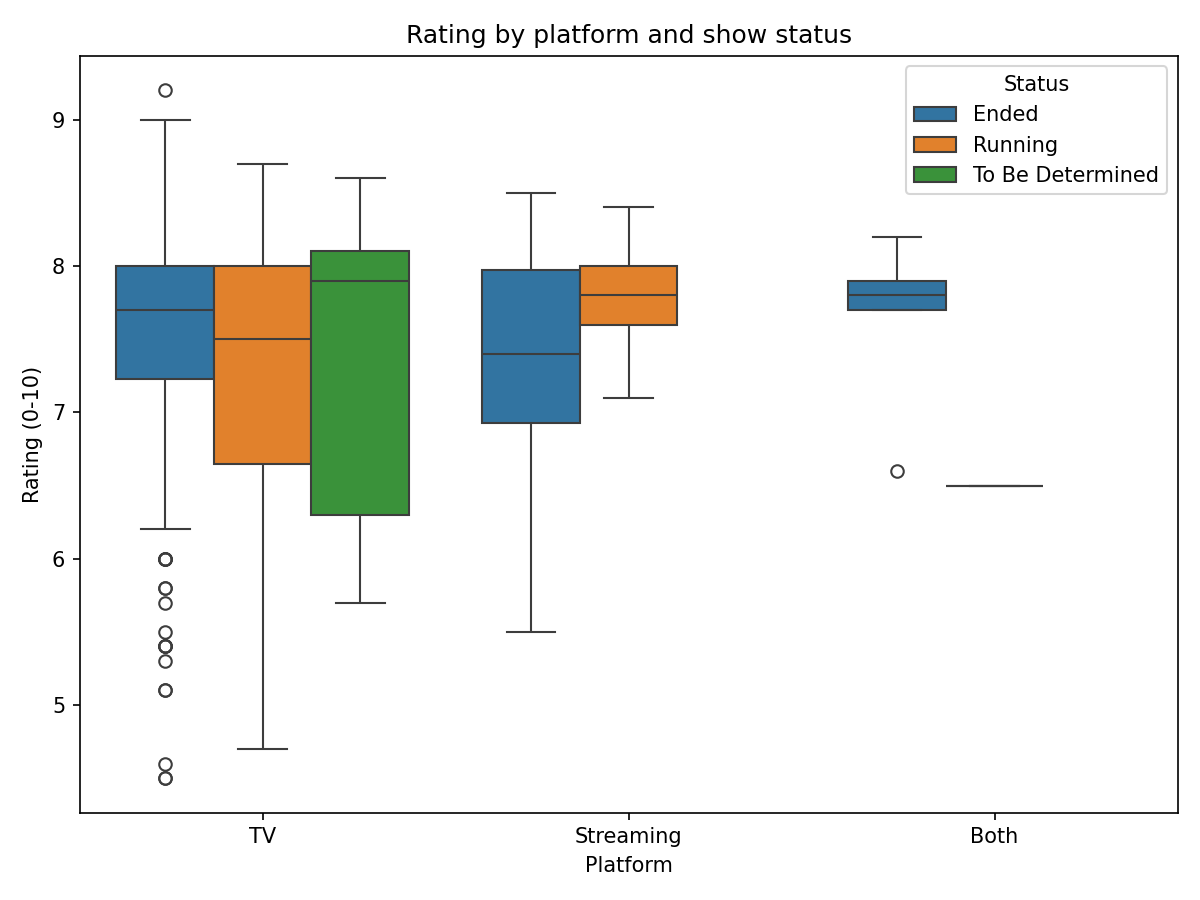 Rating by platform and show status
Status
Ended
Running
To Be Determined
Rating (0-10)
9
8
7
6
5
TV
Streaming
Both
Platform